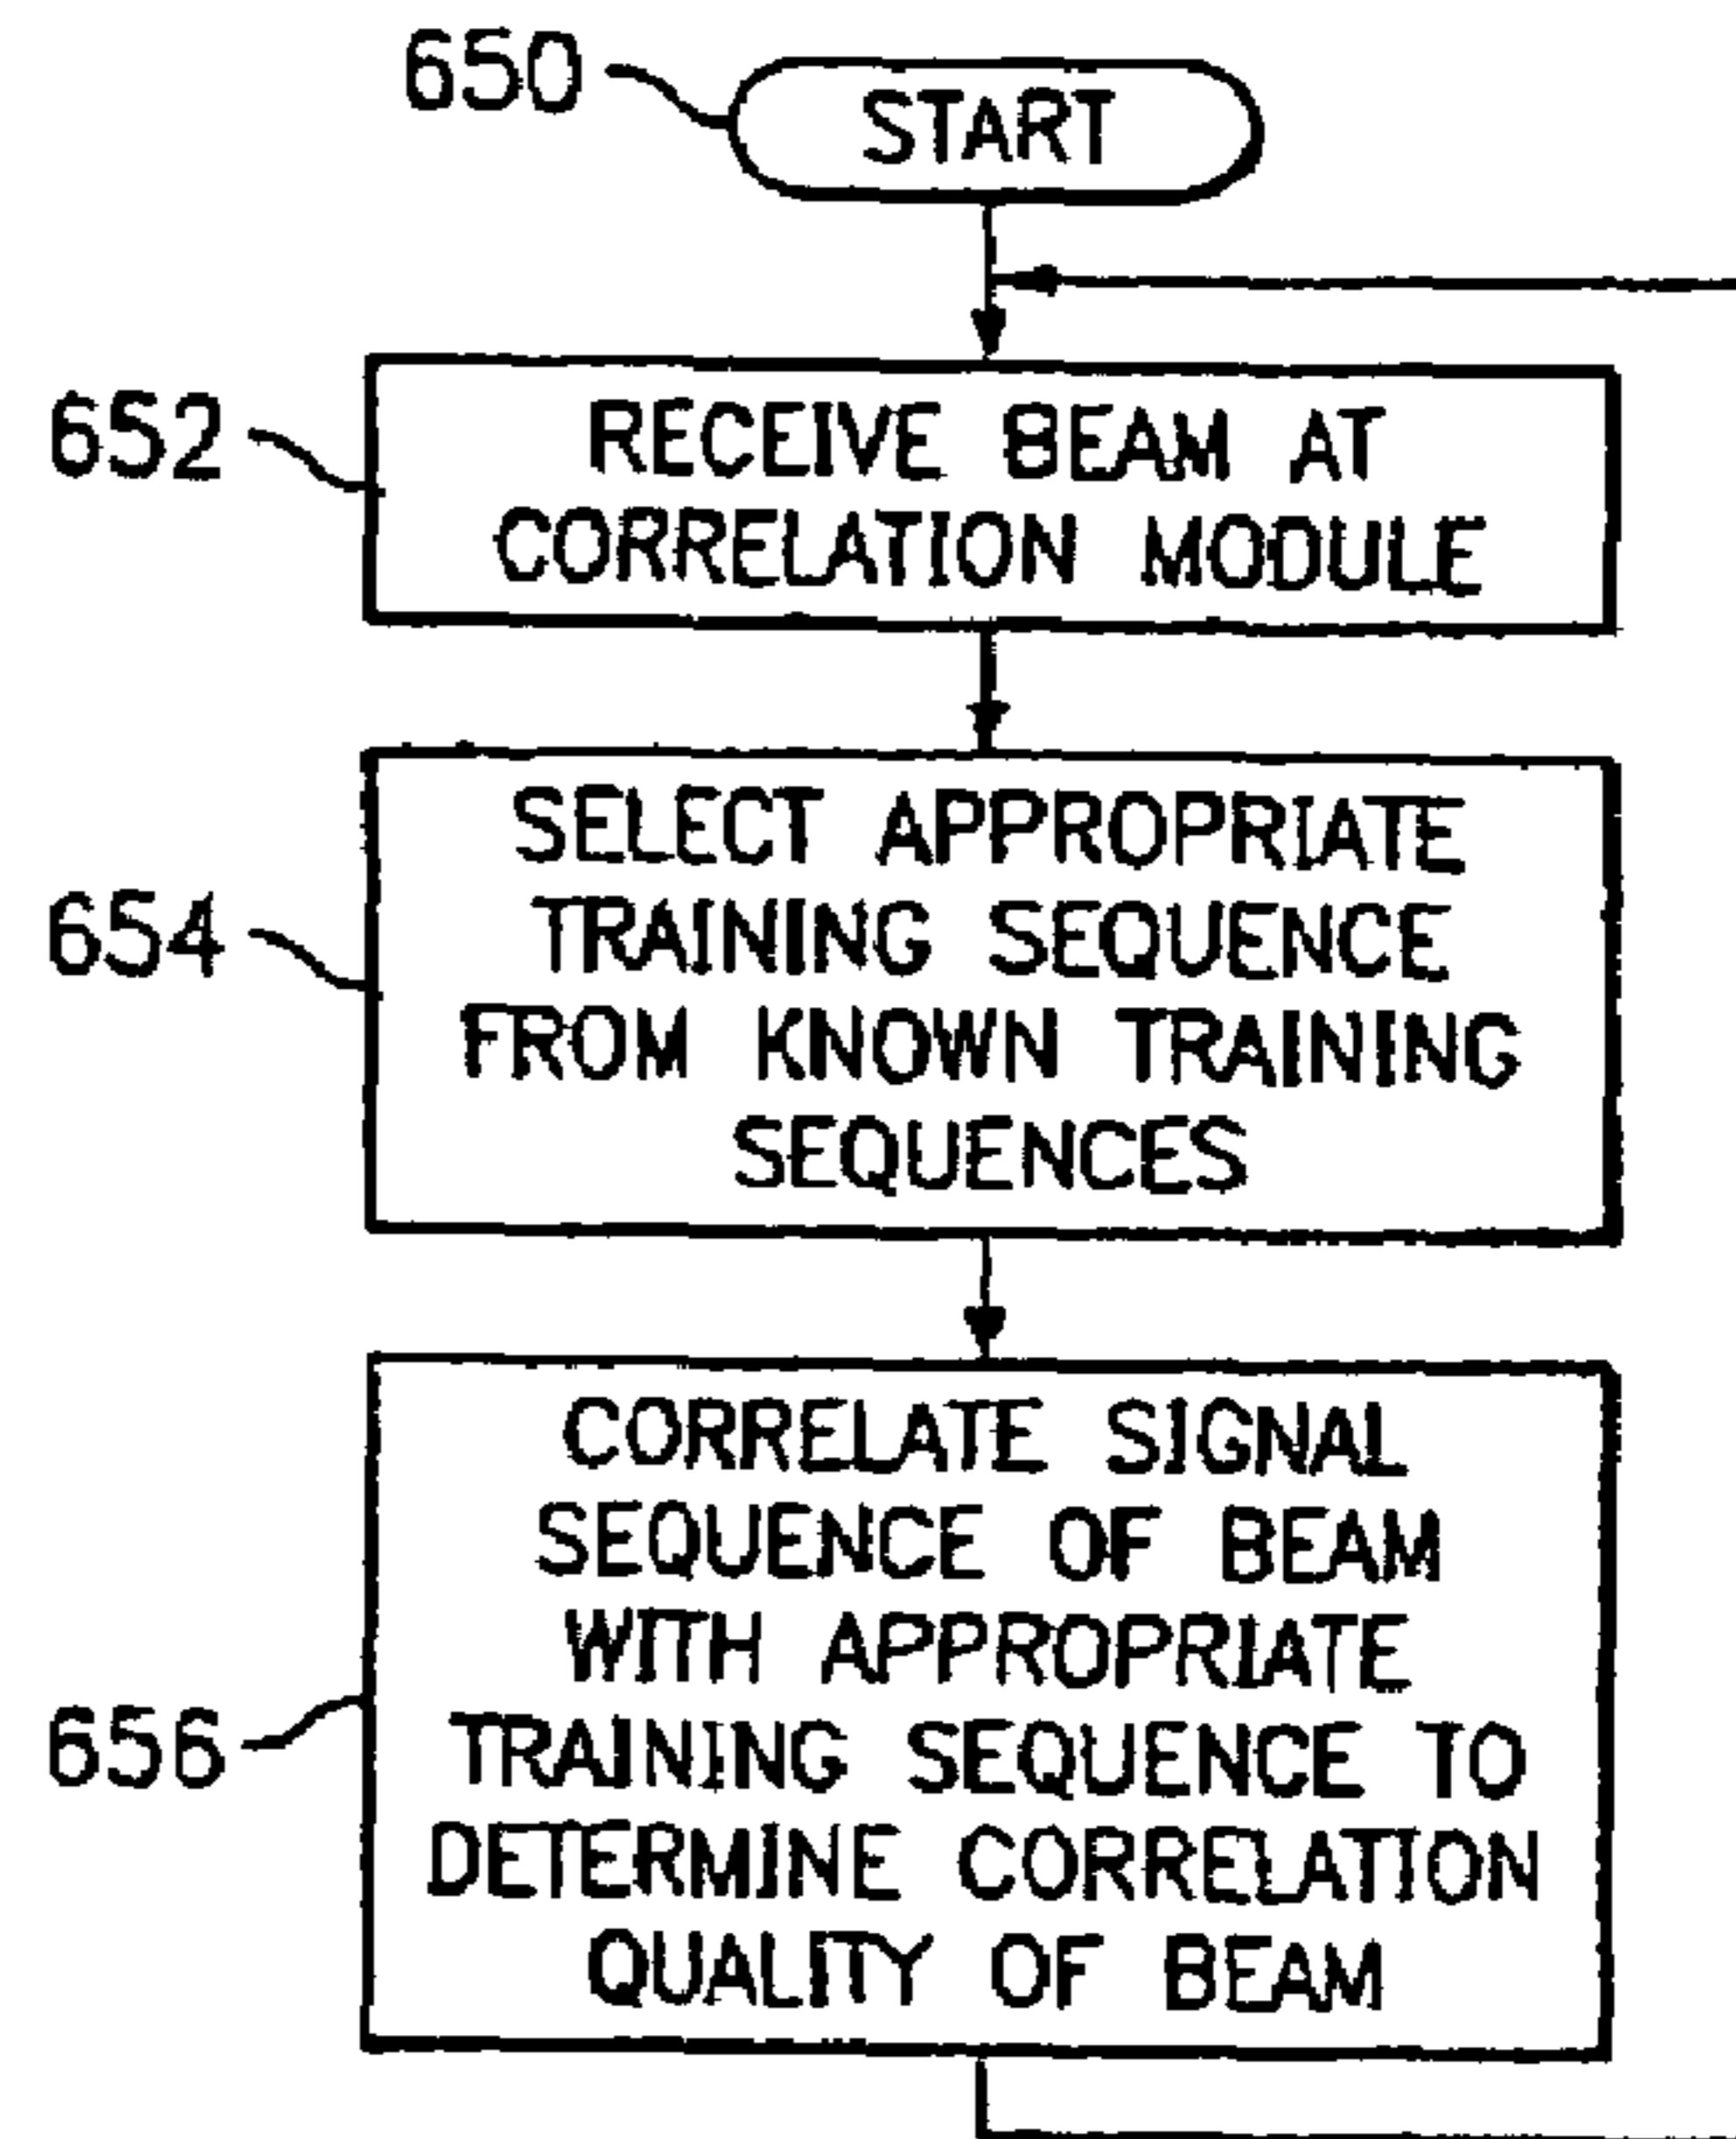 650
START
652
RECEIVE BEAM AT
CORRELATION MODULE
654
SELECT APPROPRIATE
TRAINING SEQUENCE
FROM KNOWN TRAINING
SEQUENCES
656
CORRELATE SIGNAL
SEQUENCE OF BEAM
WITH APPROPRIATE
TRAINING SEQUENCE TO
DETERMINE CORRELATION
QUALITY OF BEAM